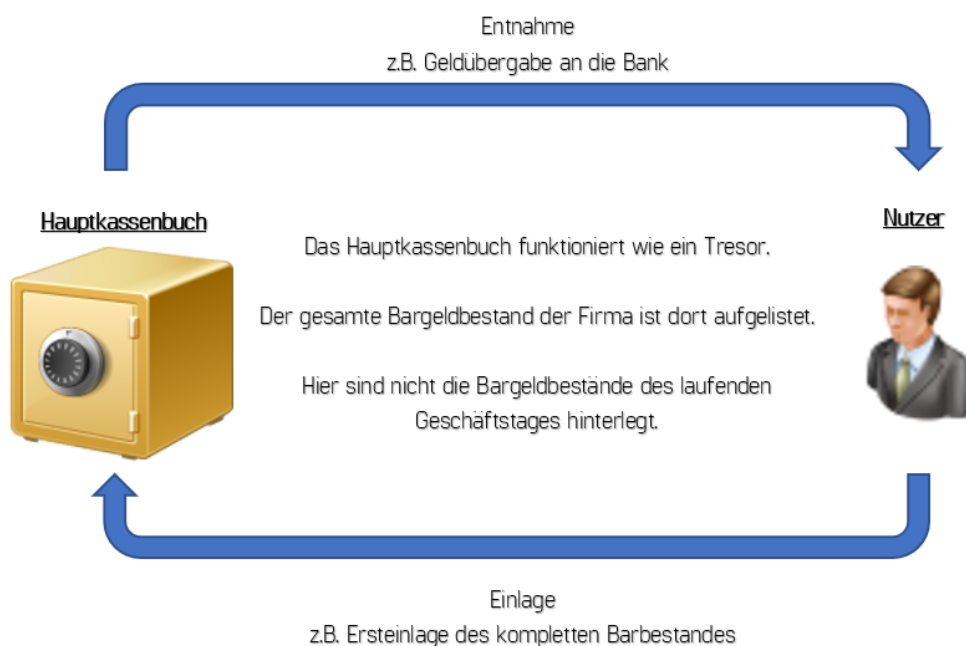 Entnahme
z.B. Geldübergabe an die Bank
Hauptkassenbuch
Nutzer
Das Hauptkassenbuch funktioniert wie ein Tresor.
Der gesamte Bargeldbestand der Firma ist dort aufgelistet.
Hier sind nicht die Bargeldbestände des laufenden
Geschäftstages hinterlegt.
Einlage
z.B. Ersteinlage des kompletten Barbestandes